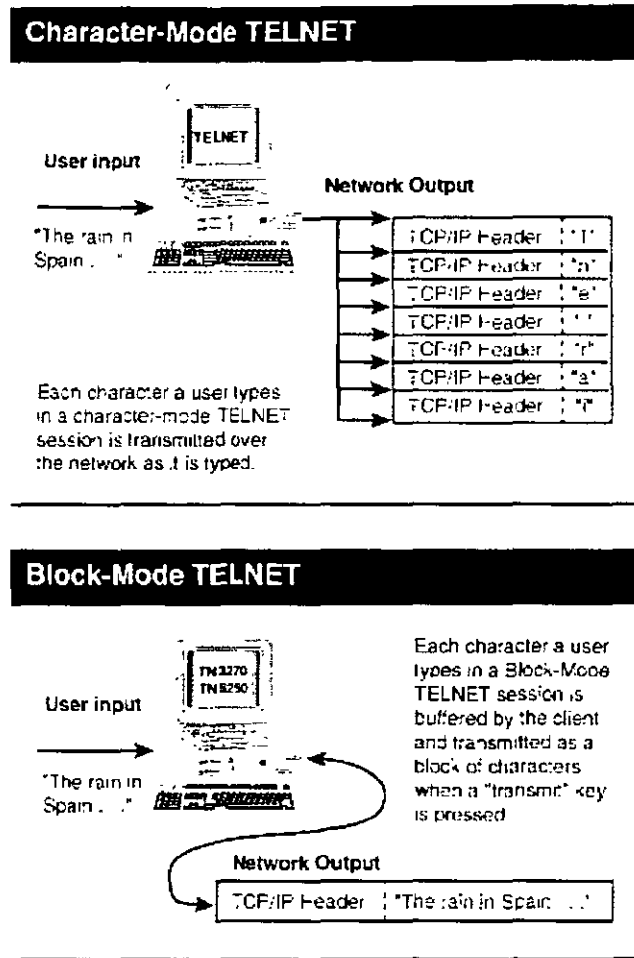 Character-Mode TELNET
TELNET
User input
Network Output
"The rain in
Spain . . ."
TCP/IP Header "T"
TCP/IP Header "h"
TCP/IP Header "e"
TCP/IP Header " "
TCP/IP Header "r"
TCP/IP Header "a"
TCP/IP Header "i"
Each character a user types
in a character-mode TELNET
session is transmitted over
the network as it is typed.
Block-Mode TELNET
TN3270
TN5250
User input
"The rain in
Spain . . ."
Each character a user
types in a Block-Mode
TELNET session is
buffered by the client
and transmitted as a
block of characters
when a "transmit" key
is pressed
Network Output
TCP/IP Header "The rain in Spain . . ."